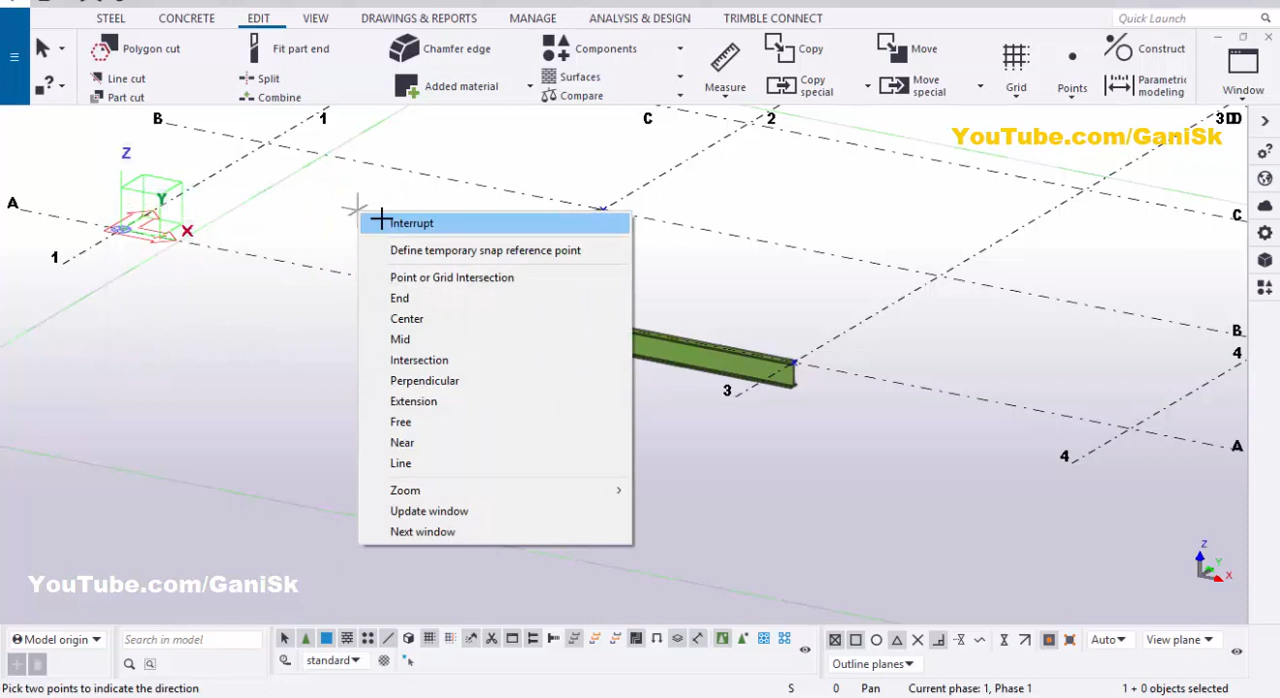 STEEL CONCRETE EDIT VIEW DRAWINGS & REPORTS MANAGE ANALYSIS & DESIGN TRIMBLE CONNECT Quick Launch
Polygon cut Fit part end Chamfer edge Components Copy Move Construct
Line cut Split Added material Surfaces Measure Copy special Move special Grid Points Parametric modeling Window
Part cut Combine Compare
B 1 C 2 3 D D
YouTube.com/GaniSk
Z
Y
A X C
1
Interrupt
Define temporary snap reference point
Point or Grid Intersection
End
Center
Mid B
Intersection 4
Perpendicular 3
Extension
Free
Near A
Line 4
Zoom
Update window
Next window
Z
Y
X
YouTube.com/GaniSk
Model origin Search in model Auto View plane
standard Outline planes
Pick two points to indicate the direction S 0 Pan Current phase: 1, Phase 1 1 + 0 objects selected